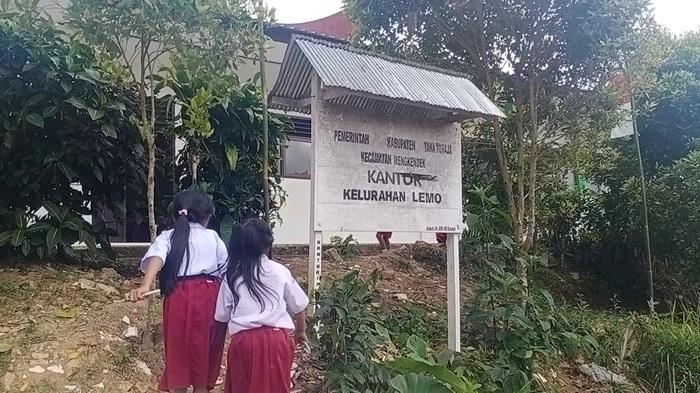 PEMERINTAH KABUPATEN TANA TORAJA
KECAMATAN MENGKENDEK
KANTOR
KELURAHAN LEMO